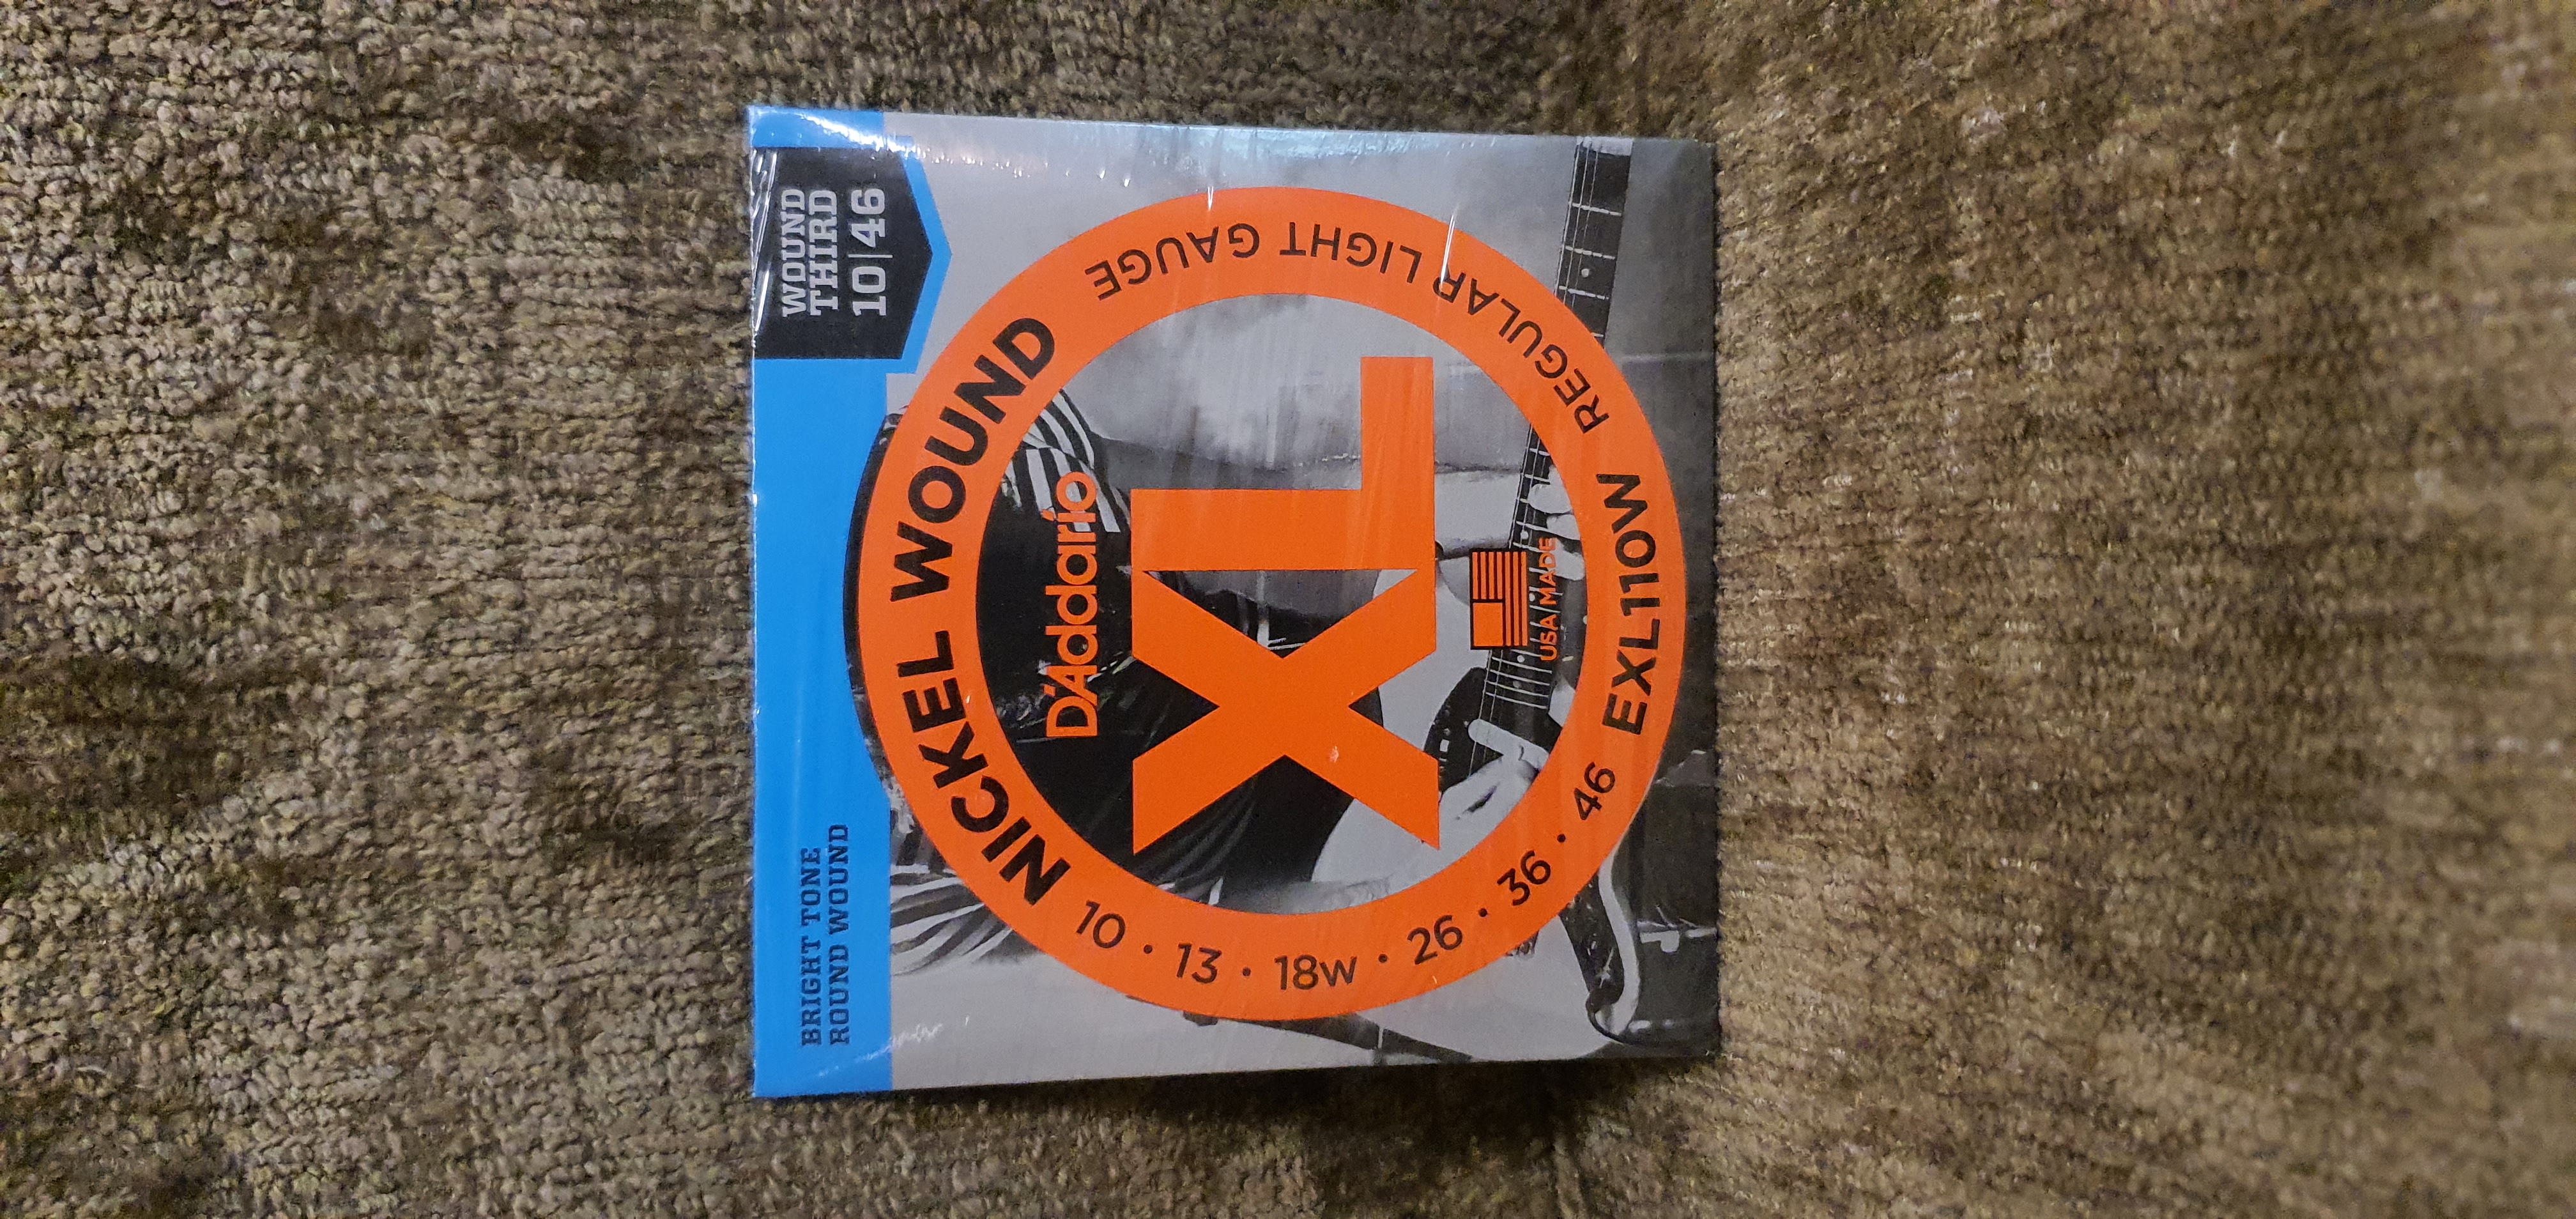 BRIGHT TONE
ROUND WOUND
WOUND
THIRD
10|46
NICKEL WOUND
D'Addario
XL
USA MADE
10 · 13 · 18w · 26 · 36 · 46
EXL110W
REGULAR LIGHT GAUGE